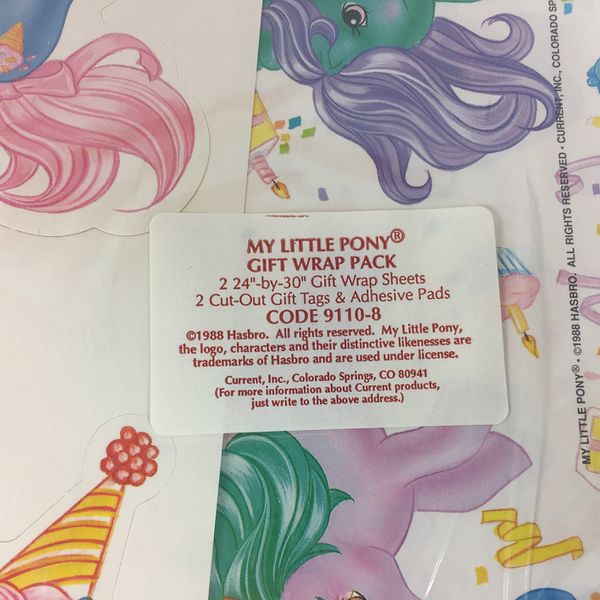 MY LITTLE PONY®
GIFT WRAP PACK
2 24"-by-30" Gift Wrap Sheets
2 Cut-Out Gift Tags & Adhesive Pads
CODE 9110-8
©1988 Hasbro. All rights reserved. My Little Pony,
the logo, characters and their distinctive likenesses are
trademarks of Hasbro and are used under license.
Current, Inc., Colorado Springs, CO 80941
(For more information about Current products,
just write to the above address.)
MY LITTLE PONY® • ©1988 HASBRO. ALL RIGHTS RESERVED • CURRENT, INC., COLORADO SP